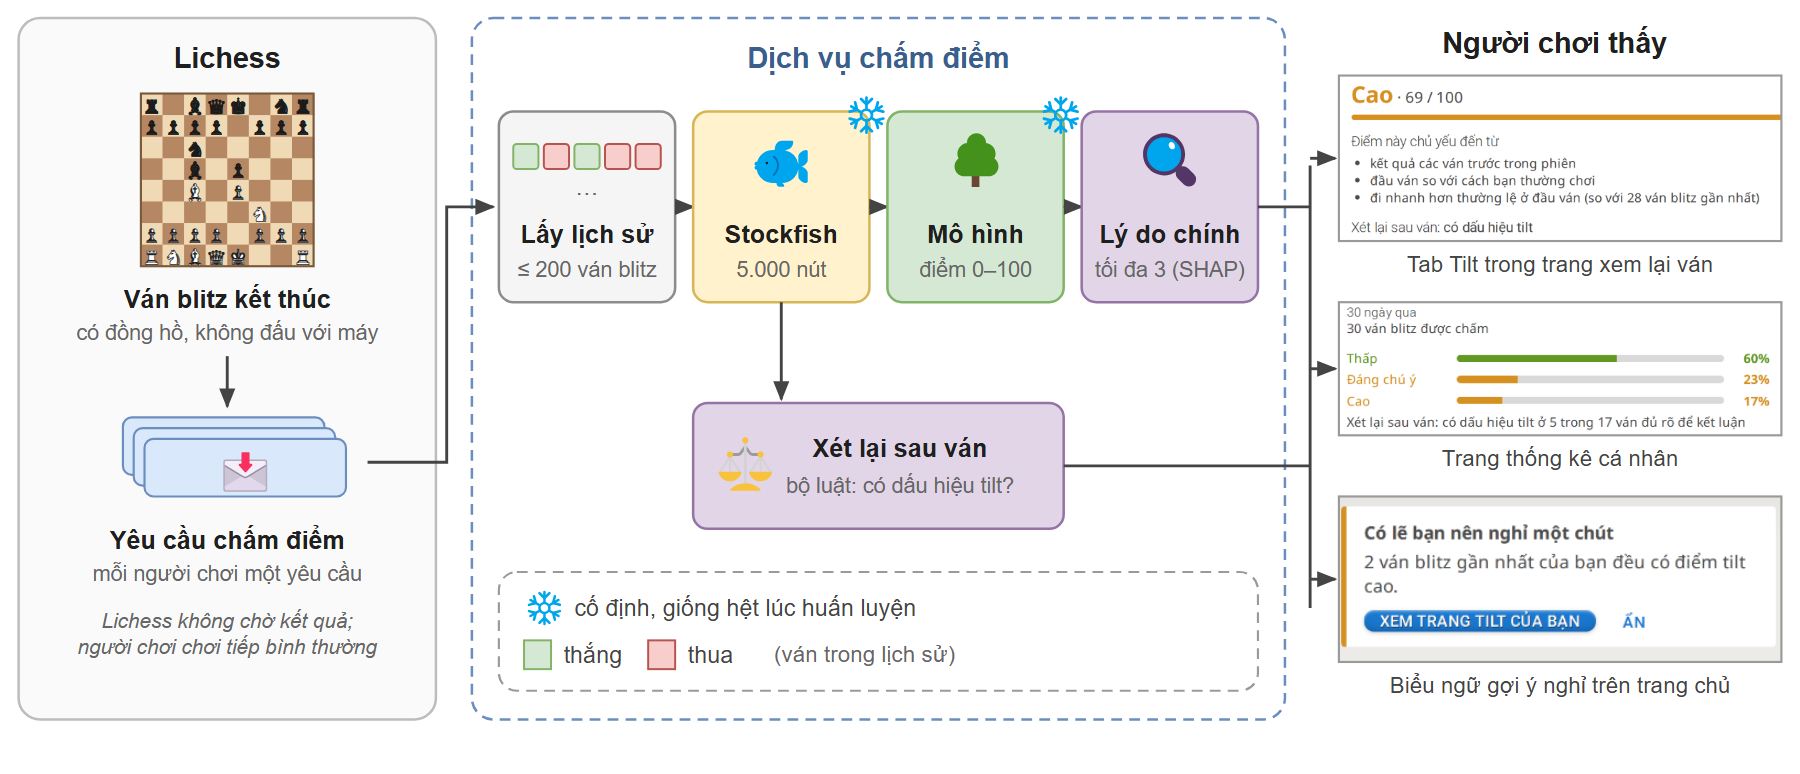 Lichess
Ván blitz kết thúc
có đồng hồ, không đấu với máy
Yêu cầu chấm điểm
mỗi người chơi một yêu cầu
Lichess không chờ kết quả;
người chơi chơi tiếp bình thường
Dịch vụ chấm điểm
...
Lấy lịch sử
≤ 200 ván blitz
Stockfish
5.000 nút
Mô hình
điểm 0–100
Lý do chính
tối đa 3 (SHAP)
Xét lại sau ván
bộ luật: có dấu hiệu tilt?
cố định, giống hệt lúc huấn luyện
thắng
thua
(ván trong lịch sử)
Người chơi thấy
Cao · 69 / 100
Điểm này chủ yếu đến từ
• kết quả các ván trước trong phiên
• đầu ván so với cách bạn thường chơi
• đi nhanh hơn thường lệ ở đầu ván (so với 28 ván blitz gần nhất)
Xét lại sau ván: có dấu hiệu tilt
Tab Tilt trong trang xem lại ván
30 ngày qua
30 ván blitz được chấm
Thấp 60%
Đáng chú ý 23%
Cao 17%
Xét lại sau ván: có dấu hiệu tilt ở 5 trong 17 ván đủ rõ để kết luận
Trang thống kê cá nhân
Có lẽ bạn nên nghỉ một chút
2 ván blitz gần nhất của bạn đều có điểm tilt
cao.
XEM TRANG TILT CỦA BẠN ẨN
Biểu ngữ gợi ý nghỉ trên trang chủ